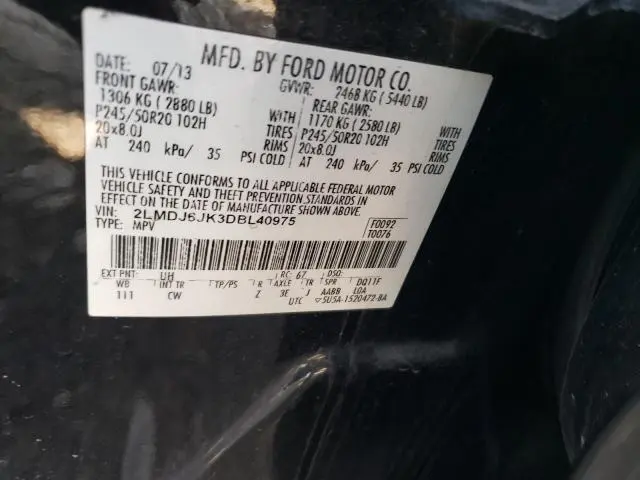 MFD. BY FORD MOTOR CO.
DATE: 07/13 GVWR: 2468 KG ( 5440 LB)
FRONT GAWR: REAR GAWR:
1306 KG ( 2880 LB) WITH 1170 KG ( 2580 LB) WITH
P245/50R20 102H TIRES P245/50R20 102H TIRES
20x8.0J RIMS 20x8.0J RIMS
AT 240 kPa/ 35 PSI COLD AT 240 kPa/ 35 PSI COLD
THIS VEHICLE CONFORMS TO ALL APPLICABLE FEDERAL MOTOR
VEHICLE SAFETY AND THEFT PREVENTION STANDARDS IN
EFFECT ON THE DATE OF MANUFACTURE SHOWN ABOVE.
VIN: 2LMDJ6JK3DBL40975 F0092
TYPE: MPV T0076
EXT PNT: UH RC: 67 DSO:
WB INT TR TP/PS R AXLE TR SPR DQ11F
111 CW Z 3E J AABB LOA
UTC